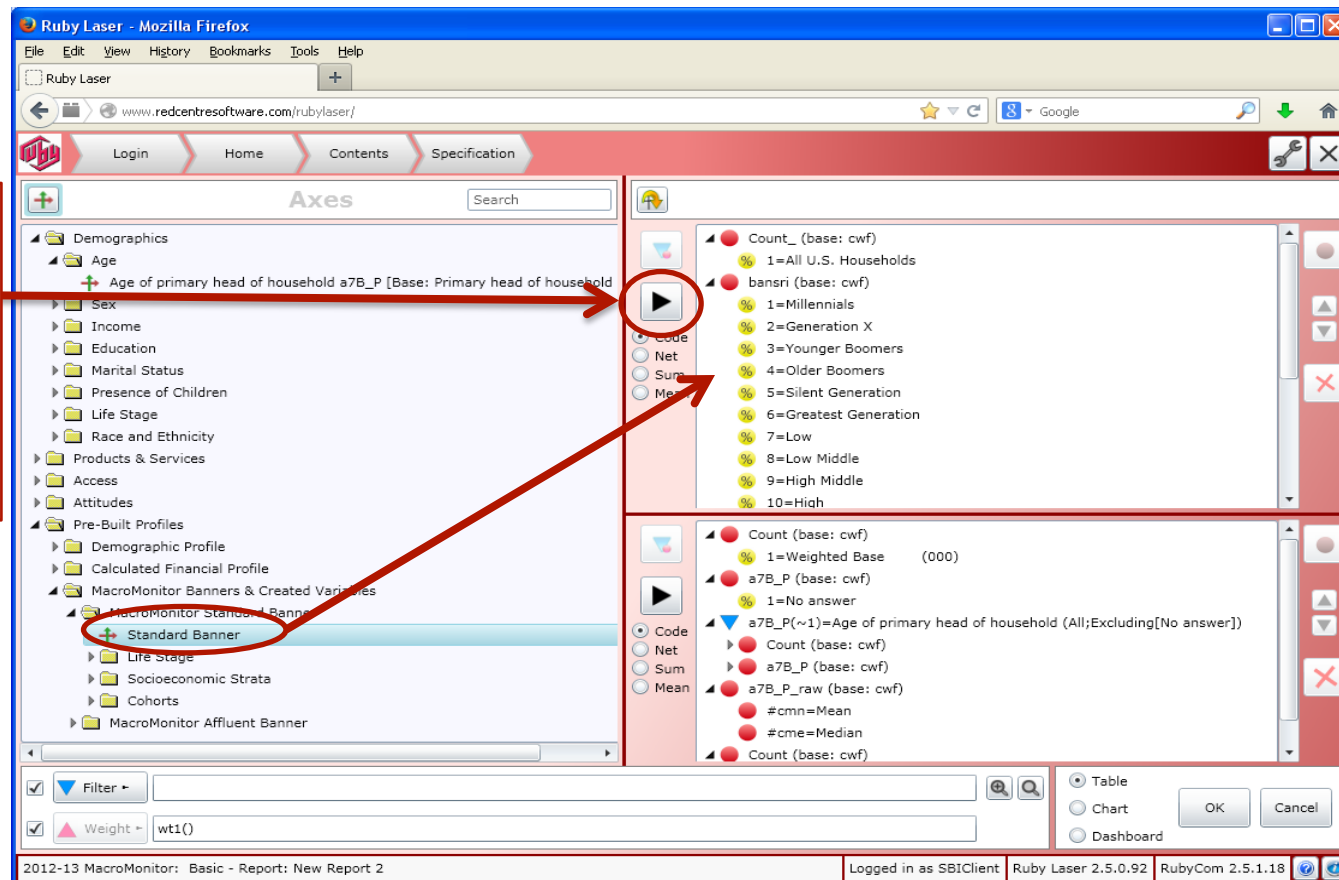 Ruby Laser - Mozilla Firefox
File Edit View History Bookmarks Tools Help
Ruby Laser
www.redcentresoftware.com/rubylaser/
Google
ruby
Login Home Contents Specification
Axes
Search
Demographics
Age
Age of primary head of household a7B_P [Base: Primary head of household
Sex
Income
Education
Marital Status
Presence of Children
Life Stage
Race and Ethnicity
Products & Services
Access
Attitudes
Pre-Built Profiles
Demographic Profile
Calculated Financial Profile
MacroMonitor Banners & Created Variables
MacroMonitor Standard Banner
Standard Banner
Life Stage
Socioeconomic Strata
Cohorts
MacroMonitor Affluent Banner
Code
Net
Sum
Mean
Count_ (base: cwf)
% 1=All U.S. Households
bansri (base: cwf)
% 1=Millennials
% 2=Generation X
% 3=Younger Boomers
% 4=Older Boomers
% 5=Silent Generation
% 6=Greatest Generation
% 7=Low
% 8=Low Middle
% 9=High Middle
% 10=High
Code
Net
Sum
Mean
Count (base: cwf)
% 1=Weighted Base (000)
a7B_P (base: cwf)
% 1=No answer
a7B_P(~1)=Age of primary head of household (All;Excluding[No answer])
Count (base: cwf)
a7B_P (base: cwf)
a7B_P_raw (base: cwf)
#cmn=Mean
#cme=Median
Count (base: cwf)
Filter
Weight wt1()
Table
Chart
Dashboard
OK Cancel
2012-13 MacroMonitor: Basic - Report: New Report 2
Logged in as SBIClient Ruby Laser 2.5.0.92 RubyCom 2.5.1.18